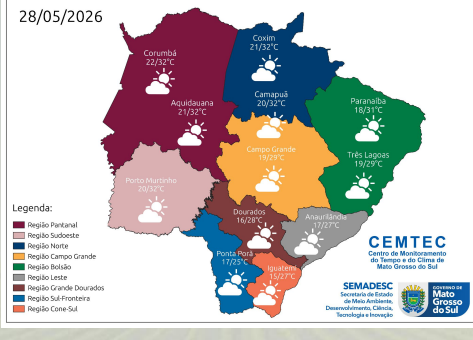 28/05/2026
Coxim
21/32°C
Corumbá
22/32°C
Camapuã
20/32°C
Aquidauana
21/32°C
Paranaíba
18/31°C
Campo Grande
19/29°C
Três Lagoas
19/29°C
Porto Murtinho
20/32°C
Dourados
16/28°C
Anaurilândia
17/27°C
Ponta Porã
17/25°C
Iguatemi
15/27°C
Legenda:
Região Pantanal
Região Sudoeste
Região Norte
Região Campo Grande
Região Bolsão
Região Leste
Região Grande Dourados
Região Sul-Fronteira
Região Cone-Sul
CEMTEC
Centro de Monitoramento
do Tempo e do Clima de
Mato Grosso do Sul
SEMADESC
Secretaria de Estado
de Meio Ambiente,
Desenvolvimento, Ciência,
Tecnologia e Inovação
GOVERNO DE
Mato
Grosso
do Sul